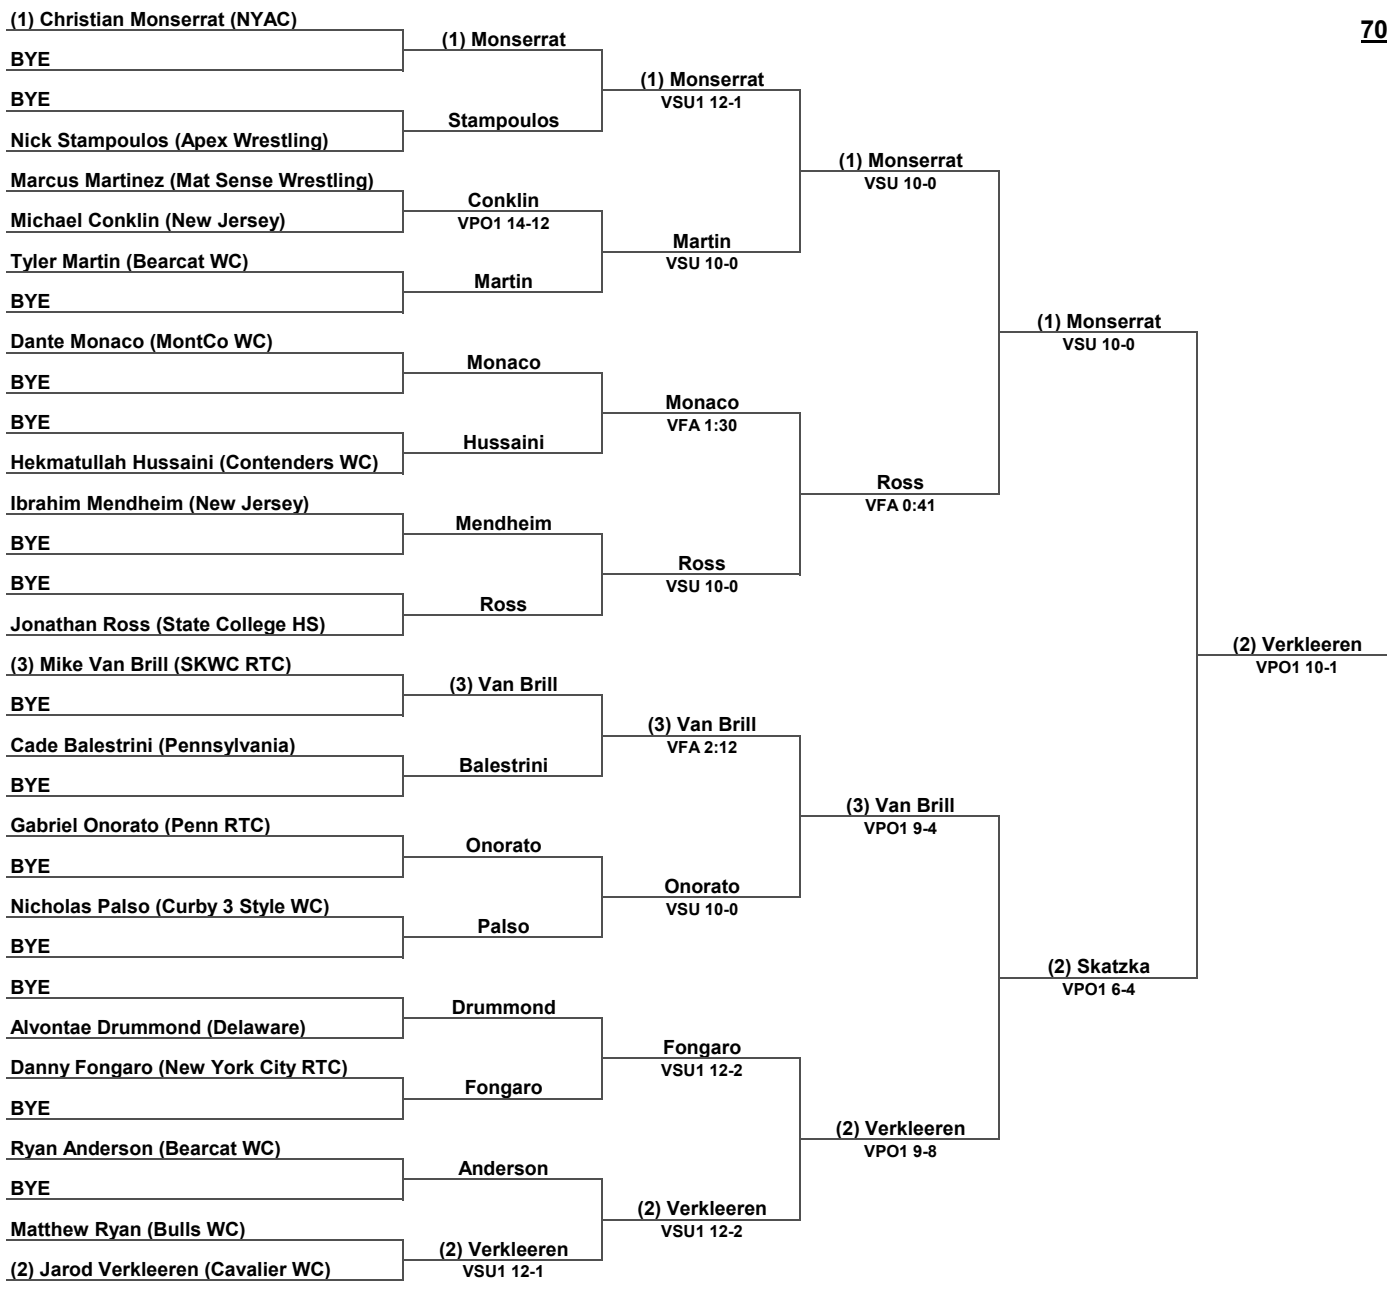 (1) Christian Monserrat (NYAC)
BYE
BYE
Nick Stampoulos (Apex Wrestling)
Marcus Martinez (Mat Sense Wrestling)
Michael Conklin (New Jersey)
Tyler Martin (Bearcat WC)
BYE
Dante Monaco (MontCo WC)
BYE
BYE
Hekmatullah Hussaini (Contenders WC)
Ibrahim Mendheim (New Jersey)
BYE
BYE
Jonathan Ross (State College HS)
(3) Mike Van Brill (SKWC RTC)
BYE
Cade Balestrini (Pennsylvania)
BYE
Gabriel Onorato (Penn RTC)
BYE
Nicholas Palso (Curby 3 Style WC)
BYE
BYE
Alvontae Drummond (Delaware)
Danny Fongaro (New York City RTC)
BYE
Ryan Anderson (Bearcat WC)
BYE
Matthew Ryan (Bulls WC)
(2) Jarod Verkleeren (Cavalier WC)
(1) Monserrat
Stampoulos
Conklin
VPO1 14-12
Martin
Monaco
Hussaini
Mendheim
Ross
(3) Van Brill
Balestrini
Onorato
Palso
Drummond
Fongaro
Anderson
(2) Verkleeren
VSU1 12-1
(1) Monserrat
VSU1 12-1
Martin
VSU 10-0
Monaco
VFA 1:30
Ross
VSU 10-0
(3) Van Brill
VFA 2:12
Onorato
VSU 10-0
Fongaro
VSU1 12-2
(2) Verkleeren
VSU1 12-2
(1) Monserrat
VSU 10-0
Ross
VFA 0:41
(3) Van Brill
VPO1 9-4
(2) Verkleeren
VPO1 9-8
(1) Monserrat
VSU 10-0
(2) Skatzka
VPO1 6-4
(2) Verkleeren
VPO1 10-1
70